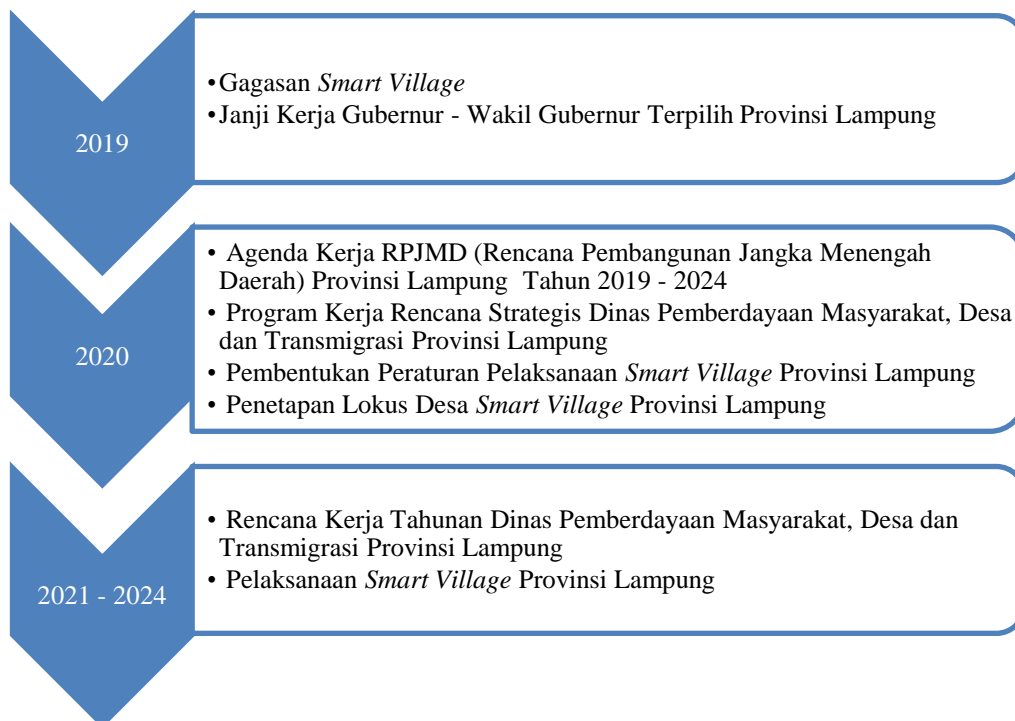 2019
•Gagasan Smart Village
•Janji Kerja Gubernur - Wakil Gubernur Terpilih Provinsi Lampung
2020
• Agenda Kerja RPJMD (Rencana Pembangunan Jangka Menengah
Daerah) Provinsi Lampung Tahun 2019 - 2024
• Program Kerja Rencana Strategis Dinas Pemberdayaan Masyarakat, Desa
dan Transmigrasi Provinsi Lampung
• Pembentukan Peraturan Pelaksanaan Smart Village Provinsi Lampung
• Penetapan Lokus Desa Smart Village Provinsi Lampung
2021 - 2024
• Rencana Kerja Tahunan Dinas Pemberdayaan Masyarakat, Desa dan
Transmigrasi Provinsi Lampung
• Pelaksanaan Smart Village Provinsi Lampung